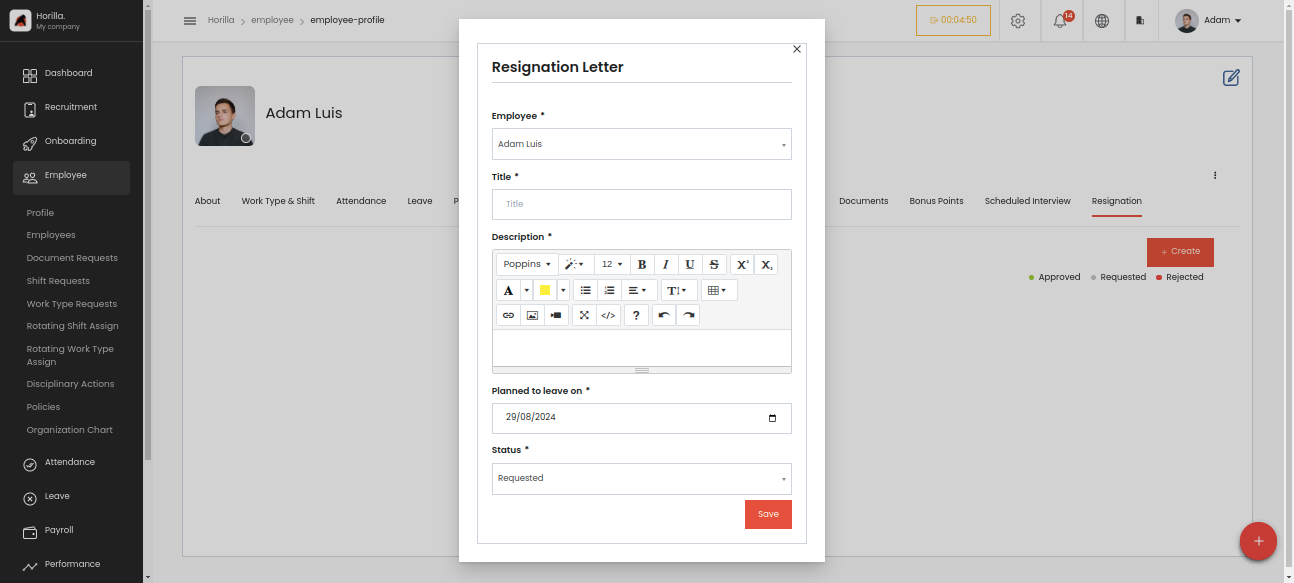 Horilla.
My company
Dashboard
Recruitment
Onboarding
Employee
Profile
Employees
Document Requests
Shift Requests
Work Type Requests
Rotating Shift Assign
Rotating Work Type
Assign
Disciplinary Actions
Policies
Organization Chart
Attendance
Leave
Payroll
Performance
Horilla > employee > employee-profile
00:04:50
14
Adam
Adam Luis
About Work Type & Shift Attendance Leave P Documents Bonus Points Scheduled Interview Resignation
+ Create
Approved Requested Rejected
Resignation Letter
Employee *
Adam Luis
Title *
Title
Description *
Poppins 12 B I U S X² X₂
A T
</> ?
Planned to leave on *
29/08/2024
Status *
Requested
Save
+